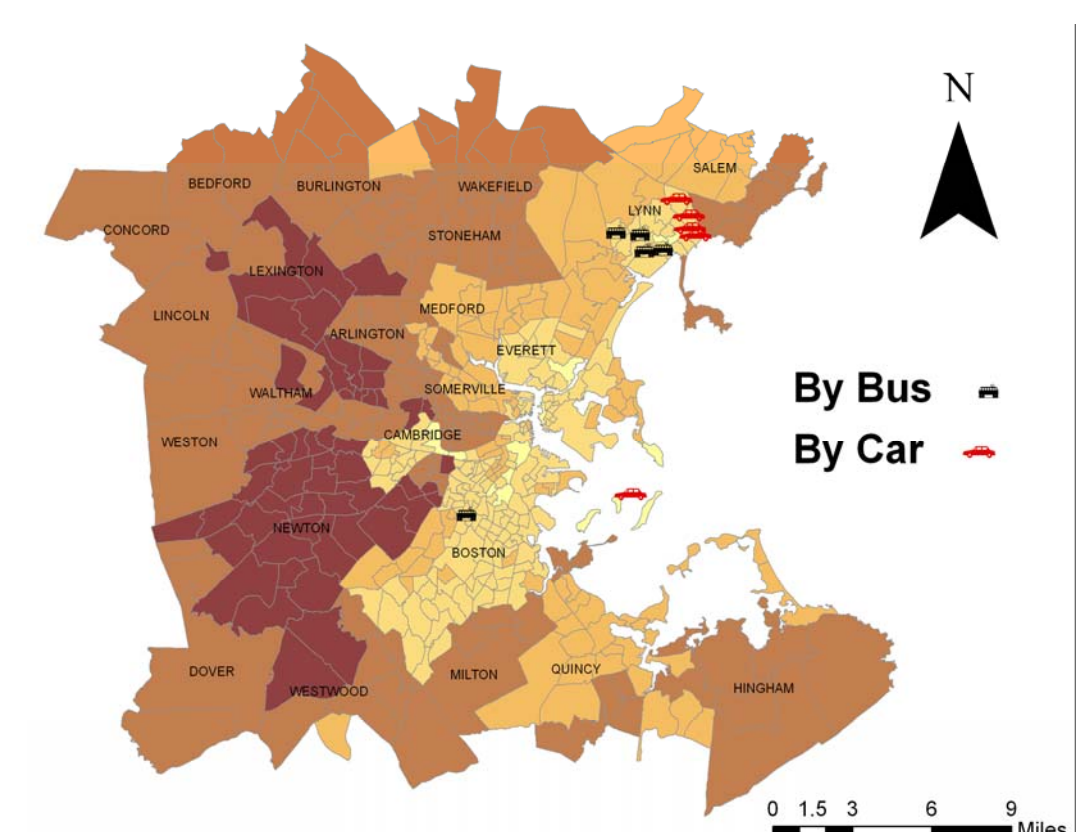 N
SALEM
BEDFORD
BURLINGTON
WAKEFIELD
LYNN
CONCORD
STONEHAM
LEXINGTON
LINCOLN
MEDFORD
ARLINGTON
EVERETT
WALTHAM
SOMERVILLE
By Bus
CAMBRIDGE
WESTON
By Car
NEWTON
BOSTON
DOVER
MILTON
QUINCY
WESTWOOD
HINGHAM
0 1.5 3 6 9
Miles